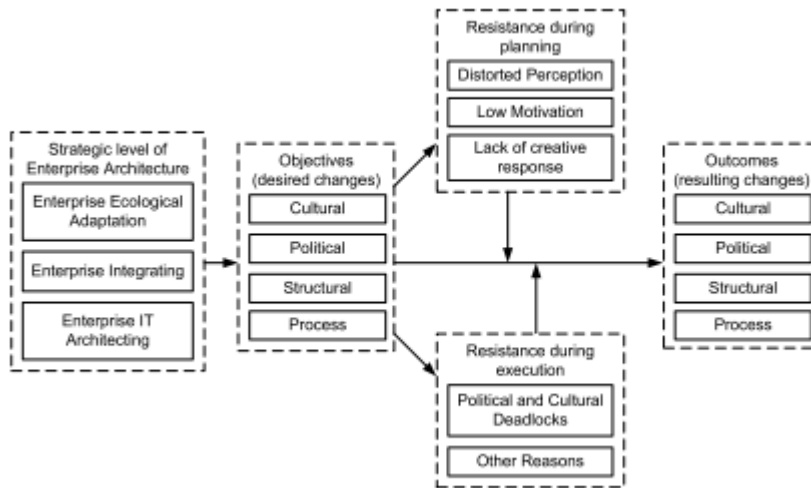 Strategic level of
Enterprise Architecture
Enterprise Ecological
Adaptation
Enterprise Integrating
Enterprise IT
Architecting
Objectives
(desired changes)
Cultural
Political
Structural
Process
Resistance during
planning
Distorted Perception
Low Motivation
Lack of creative
response
Resistance during
execution
Political and Cultural
Deadlocks
Other Reasons
Outcomes
(resulting changes)
Cultural
Political
Structural
Process